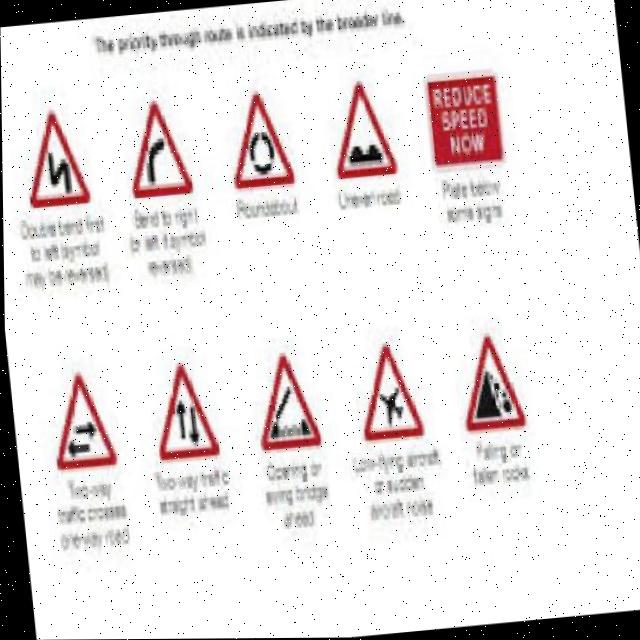 The priority through route is indicated by the broader line.
REDUCE
SPEED
NOW
Double bend first
to left (symbol
may be reversed)
Bend to right
(or left if symbol
reversed)
Roundabout
Uneven road
Plate below
some signs
Two-way
traffic crosses
one-way road
Two-way traffic
straight ahead
Opening or
swing bridge
ahead
Low-flying aircraft
or sudden
aircraft noise
Falling or
fallen rocks